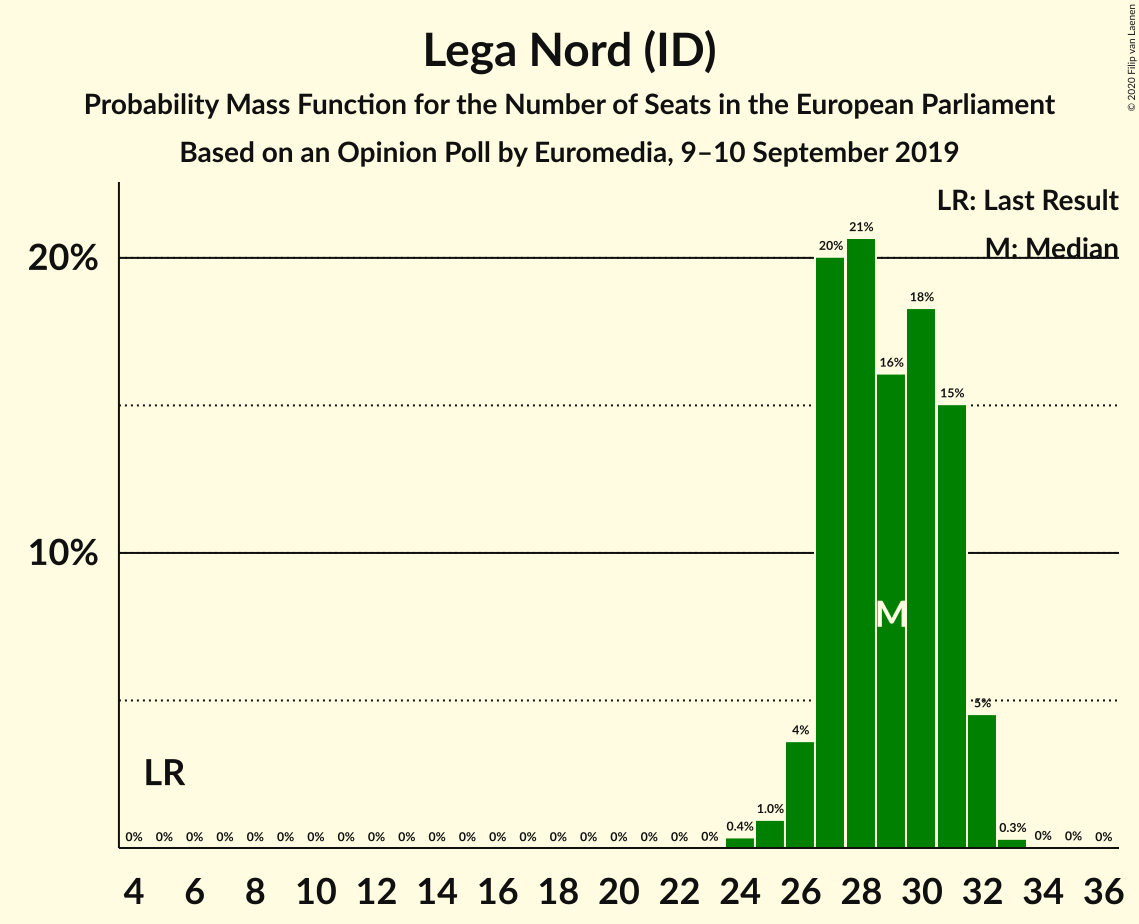 Lega Nord (ID)
Probability Mass Function for the Number of Seats in the European Parliament
Based on an Opinion Poll by Euromedia, 9–10 September 2019
© 2020 Filip van Laenen
LR: Last Result
M: Median
20%
10%
LR
M
0% 0% 0% 0% 0% 0% 0% 0% 0% 0% 0% 0% 0% 0% 0% 0% 0% 0% 0% 0% 0.4% 1.0% 4% 20% 21% 16% 18% 15% 5% 0.3% 0% 0% 0%
4 6 8 10 12 14 16 18 20 22 24 26 28 30 32 34 36